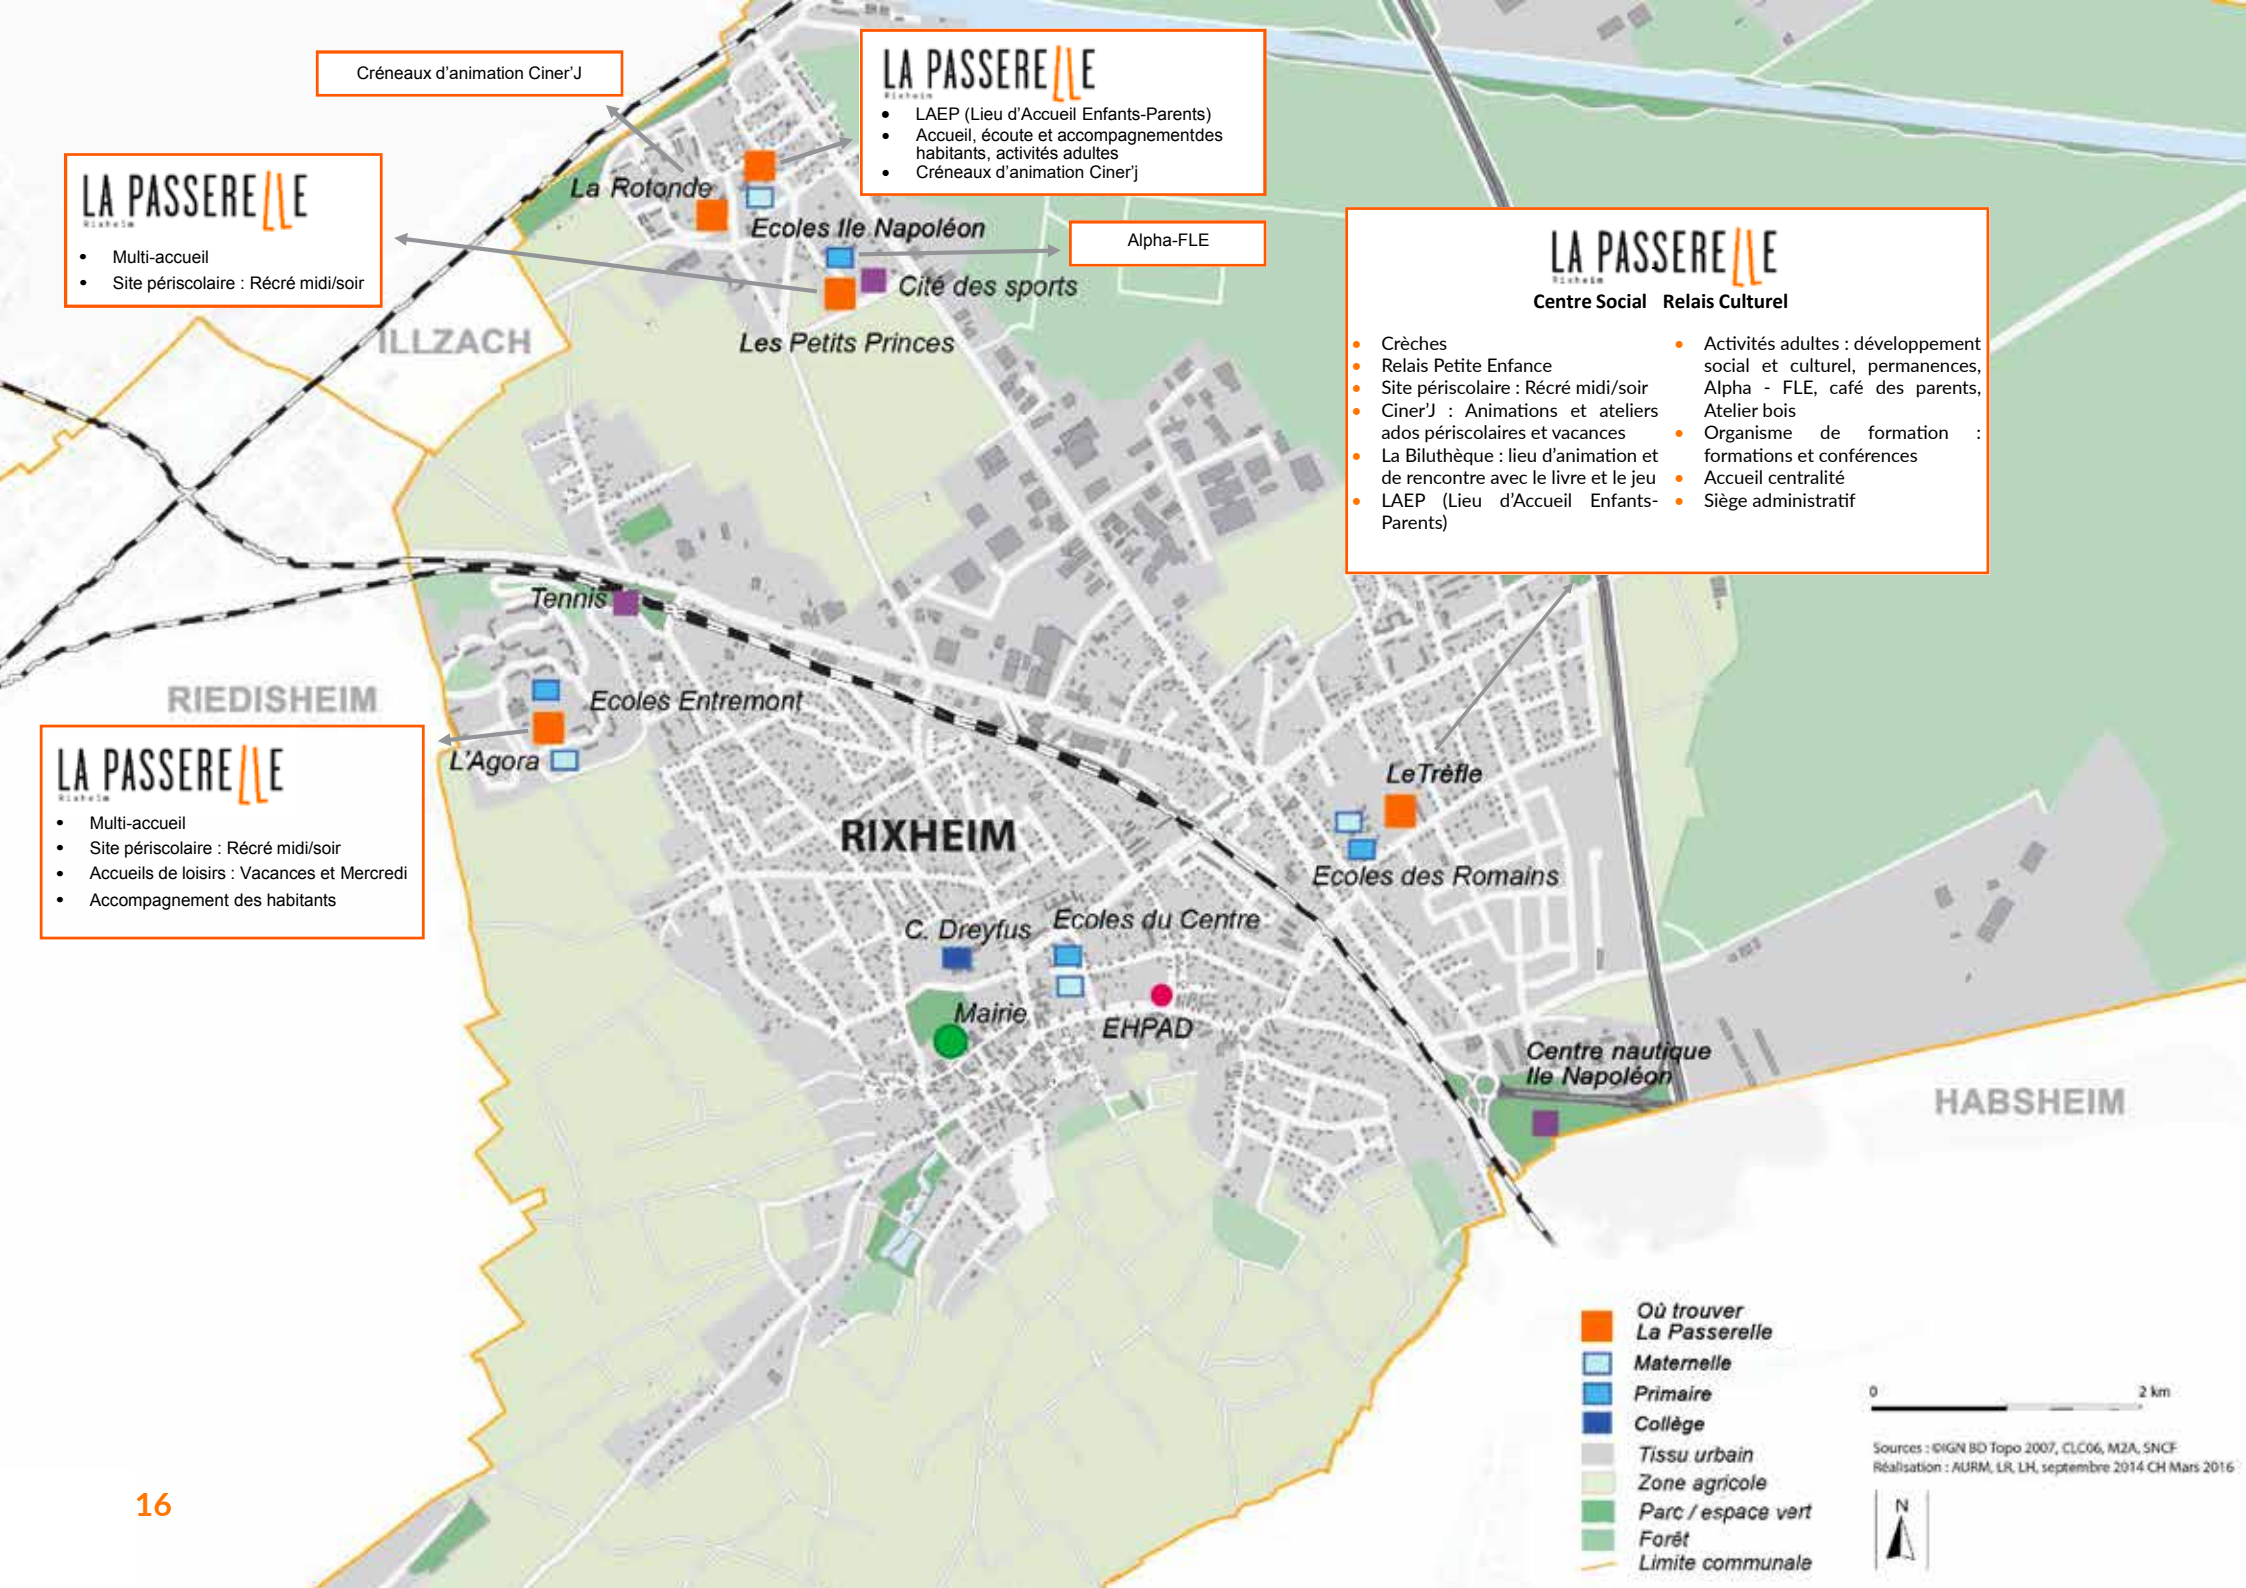 Créneaux d'animation Ciner'J
LA PASSERELLE
Rixheim
• LAEP (Lieu d'Accueil Enfants-Parents)
• Accueil, écoute et accompagnementdes
habitants, activités adultes
• Créneaux d'animation Ciner'j
LA PASSERELLE
Rixheim
• Multi-accueil
• Site périscolaire : Récré midi/soir
La Rotonde
Ecoles Ile Napoléon
Alpha-FLE
Cité des sports
Les Petits Princes
ILLZACH
LA PASSERELLE
Rixheim
Centre Social Relais Culturel
• Crèches
• Relais Petite Enfance
• Site périscolaire : Récré midi/soir
• Ciner'J : Animations et ateliers
ados périscolaires et vacances
• La Biluthèque : lieu d'animation et
de rencontre avec le livre et le jeu
• LAEP (Lieu d'Accueil Enfants-
Parents)
• Activités adultes : développement
social et culturel, permanences,
Alpha - FLE, café des parents,
Atelier bois
• Organisme de formation :
formations et conférences
• Accueil centralité
• Siège administratif
Tennis
RIEDISHEIM
Ecoles Entremont
L'Agora
LA PASSERELLE
Rixheim
• Multi-accueil
• Site périscolaire : Récré midi/soir
• Accueils de loisirs : Vacances et Mercredi
• Accompagnement des habitants
LeTrèfle
RIXHEIM
Ecoles des Romains
C. Dreyfus
Ecoles du Centre
Mairie
EHPAD
Centre nautique
Ile Napoléon
HABSHEIM
Où trouver
La Passerelle
Maternelle
Primaire
Collège
Tissu urbain
Zone agricole
Parc / espace vert
Forêt
Limite communale
0 2 km
Sources : ©IGN BD Topo 2007, CLC06, M2A, SNCF
Réalisation : AURM, LR, LH, septembre 2014 CH Mars 2016
N
16